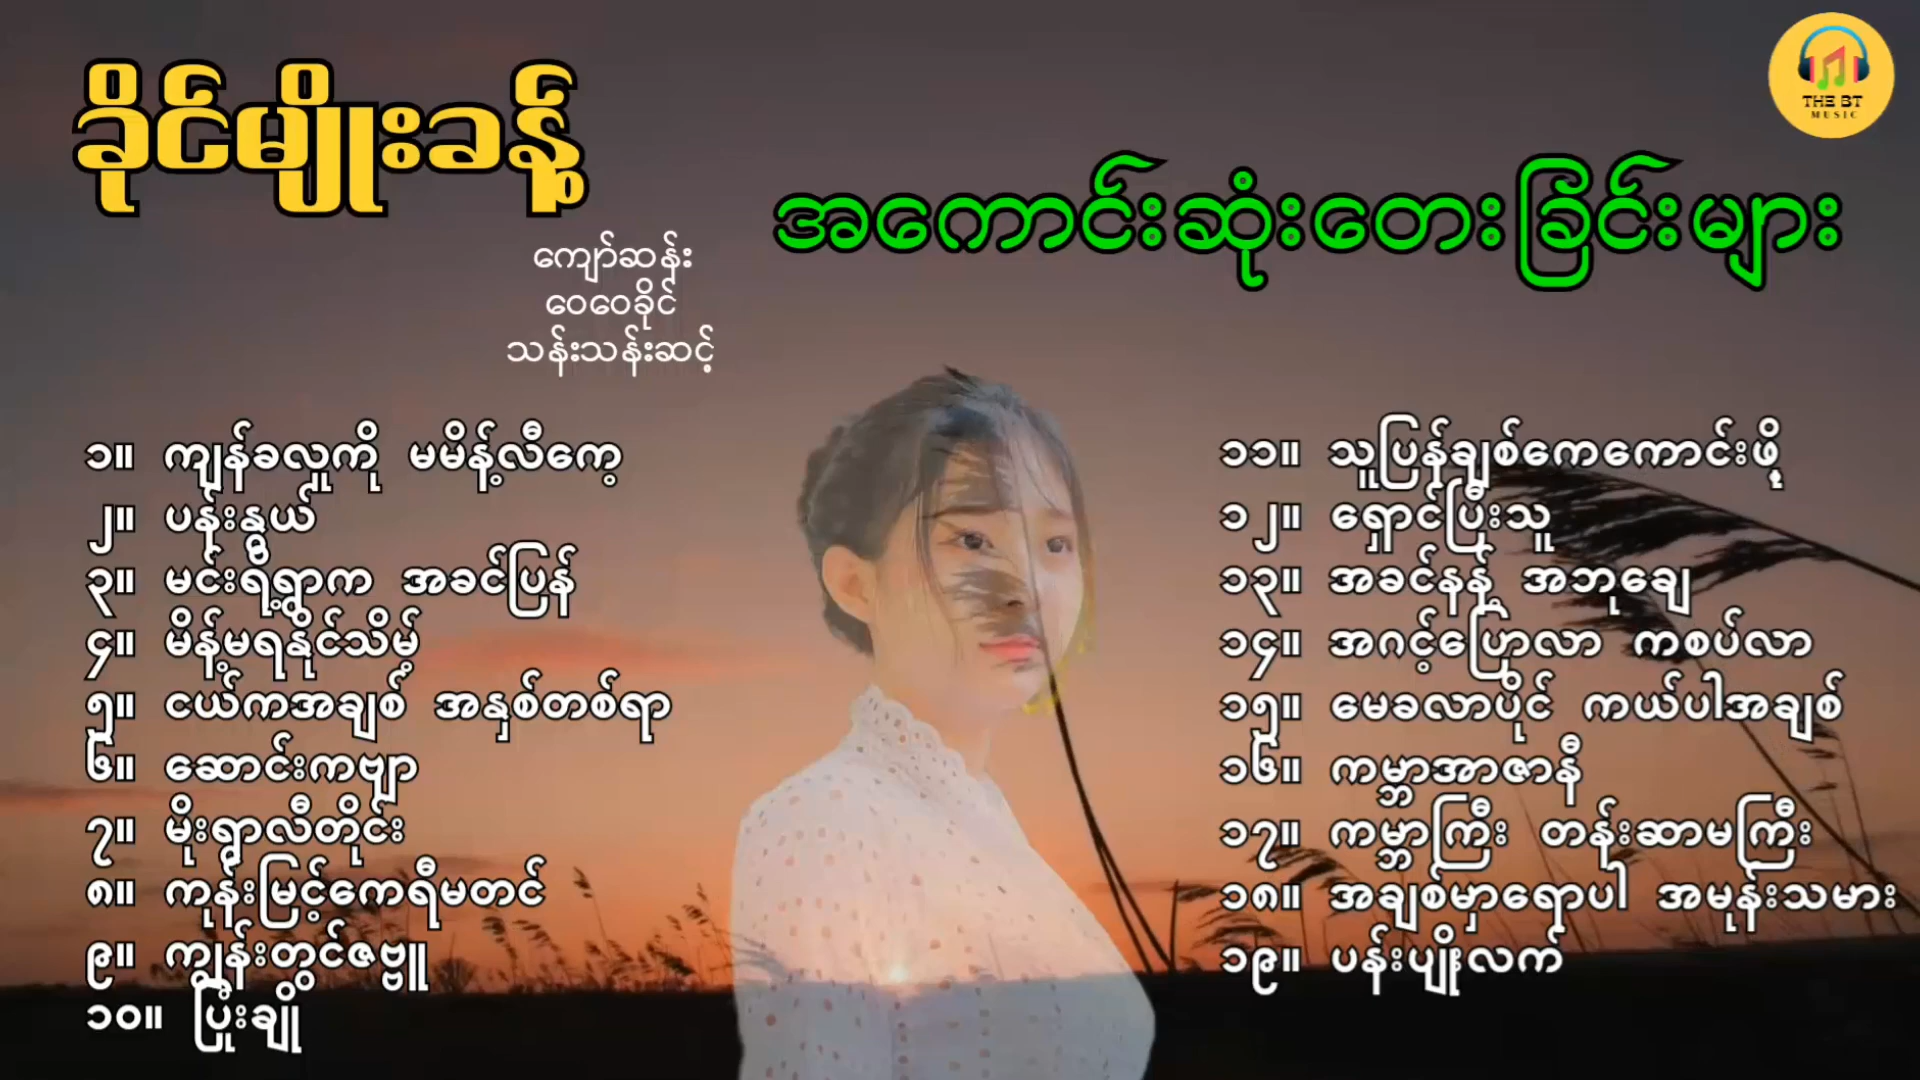 ခိုင်မျိုးခန့်
THE BT
MUSIC
အကောင်းဆုံးတေးခြင်းများ
ကျော်ဆန်း
ဝေဝေခိုင်
သန်းသန်းဆင့်
၁။ ကျန်ခလှုကို မမိန့်လီကေ့
၂။ ပန်းနွယ်
၃။ မင်းရို့ရွာက အခင်ပြန်
၄။ မိန့်မရနိုင်သိမ့်
၅။ ငယ်ကအချစ် အနှစ်တစ်ရာ
၆။ ဆောင်းကဗျာ
၇။ မိုးရွာလီတိုင်း
၈။ ကုန်းမြင့်ကေရီမတင်
၉။ ကျွန်းတွင်ဇမ္ဗူ
၁၀။ ပြုံးချို
၁၁။ သူပြန်ချစ်ကေကောင်းဖို့
၁၂။ ရှောင်ပြီးသူ
၁၃။ အခင်နန့် အဘုချေ
၁၄။ အဂင့်ပြောလာ ကစပ်လာ
၁၅။ မေခလာပိုင် ကယ်ပါအချစ်
၁၆။ ကမ္ဘာအာဇာနီ
၁၇။ ကမ္ဘာကြီး တန်းဆာမကြီး
၁၈။ အချစ်မှာရောပါ အမုန်းသမား
၁၉။ ပန်းပျိုးလက်